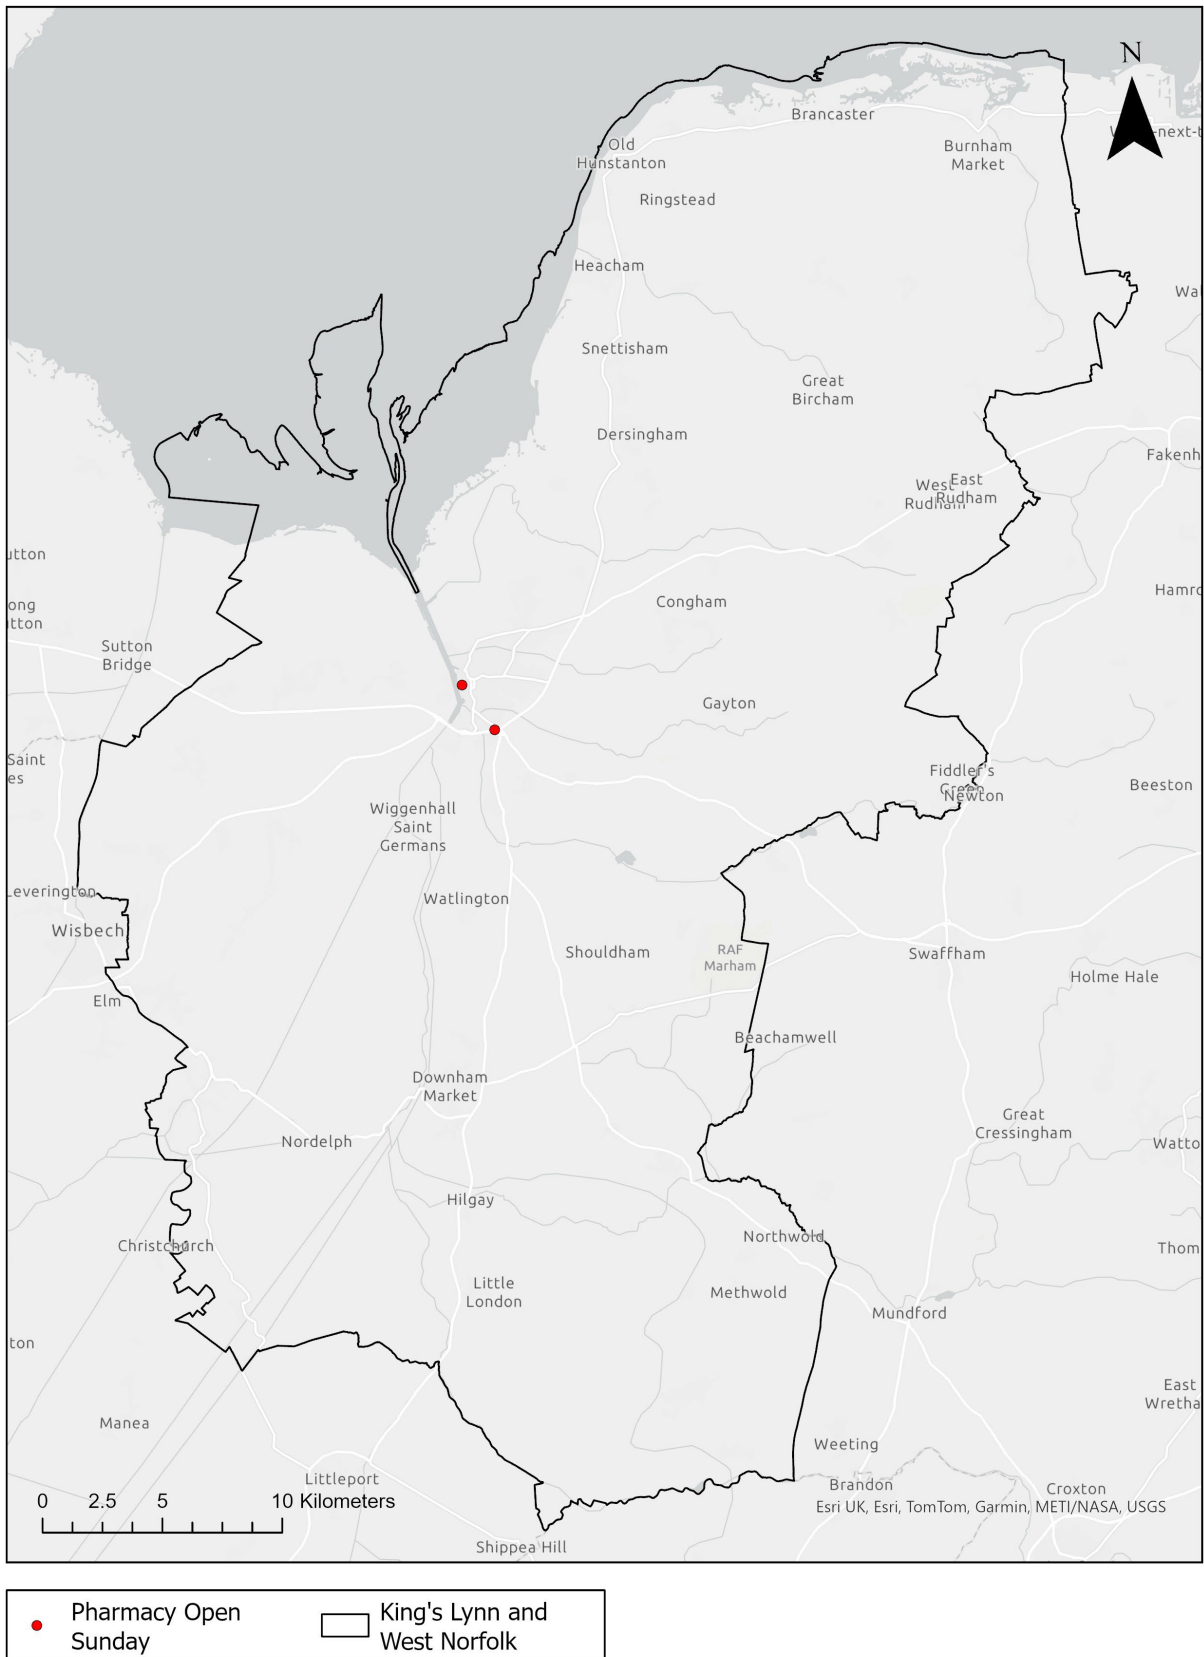 N
Brancaster
Old
Hunstanton
Burnham
Market
Ringstead
Heacham
Snettisham
Great
Bircham
Dersingham
Fakenh
West
Rudham
East
Rudham
utton
Congham
Hamro
ong
utton
Sutton
Bridge
Gayton
Saint
es
Fiddler's
Green
Newton
Beeston
Wiggenhall
Saint
Germans
Leverington
Watlington
Wisbech
Shouldham
RAF
Marham
Swaffham
Holme Hale
Elm
Beachamwell
Downham
Market
Great
Cressingham
Nordelph
Watto
Hilgay
Northwold
Christchurch
Thom
Little
London
Methwold
Mundford
ton
East
Wretha
Manea
Weeting
Littleport
Brandon
Croxton
0 2.5 5 10 Kilometers
Esri UK, Esri, TomTom, Garmin, METI/NASA, USGS
Shippea Hill
Pharmacy Open
Sunday
King's Lynn and
West Norfolk